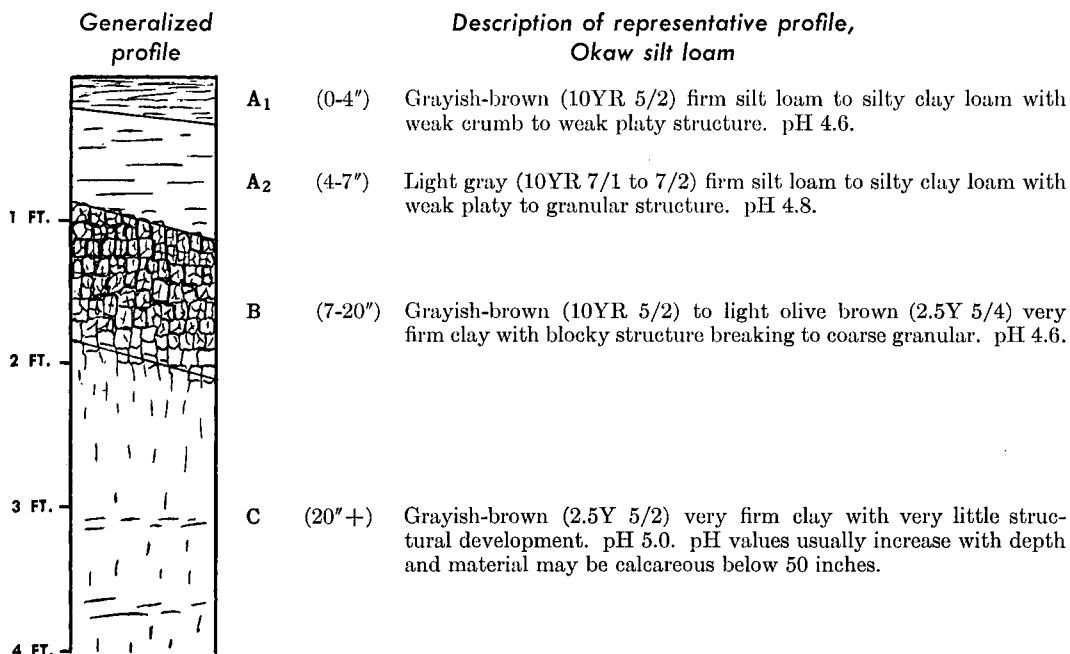 Generalized profile
Description of representative profile,
Okaw silt loam
A1 (0-4″) Grayish-brown (10YR 5/2) firm silt loam to silty clay loam with
weak crumb to weak platy structure. pH 4.6.
A2 (4-7″) Light gray (10YR 7/1 to 7/2) firm silt loam to silty clay loam with
weak platy to granular structure. pH 4.8.
1 FT.
B (7-20″) Grayish-brown (10YR 5/2) to light olive brown (2.5Y 5/4) very
firm clay with blocky structure breaking to coarse granular. pH 4.6.
2 FT.
3 FT.
C (20″+) Grayish-brown (2.5Y 5/2) very firm clay with very little struc-
tural development. pH 5.0. pH values usually increase with depth
and material may be calcareous below 50 inches.
4 FT.